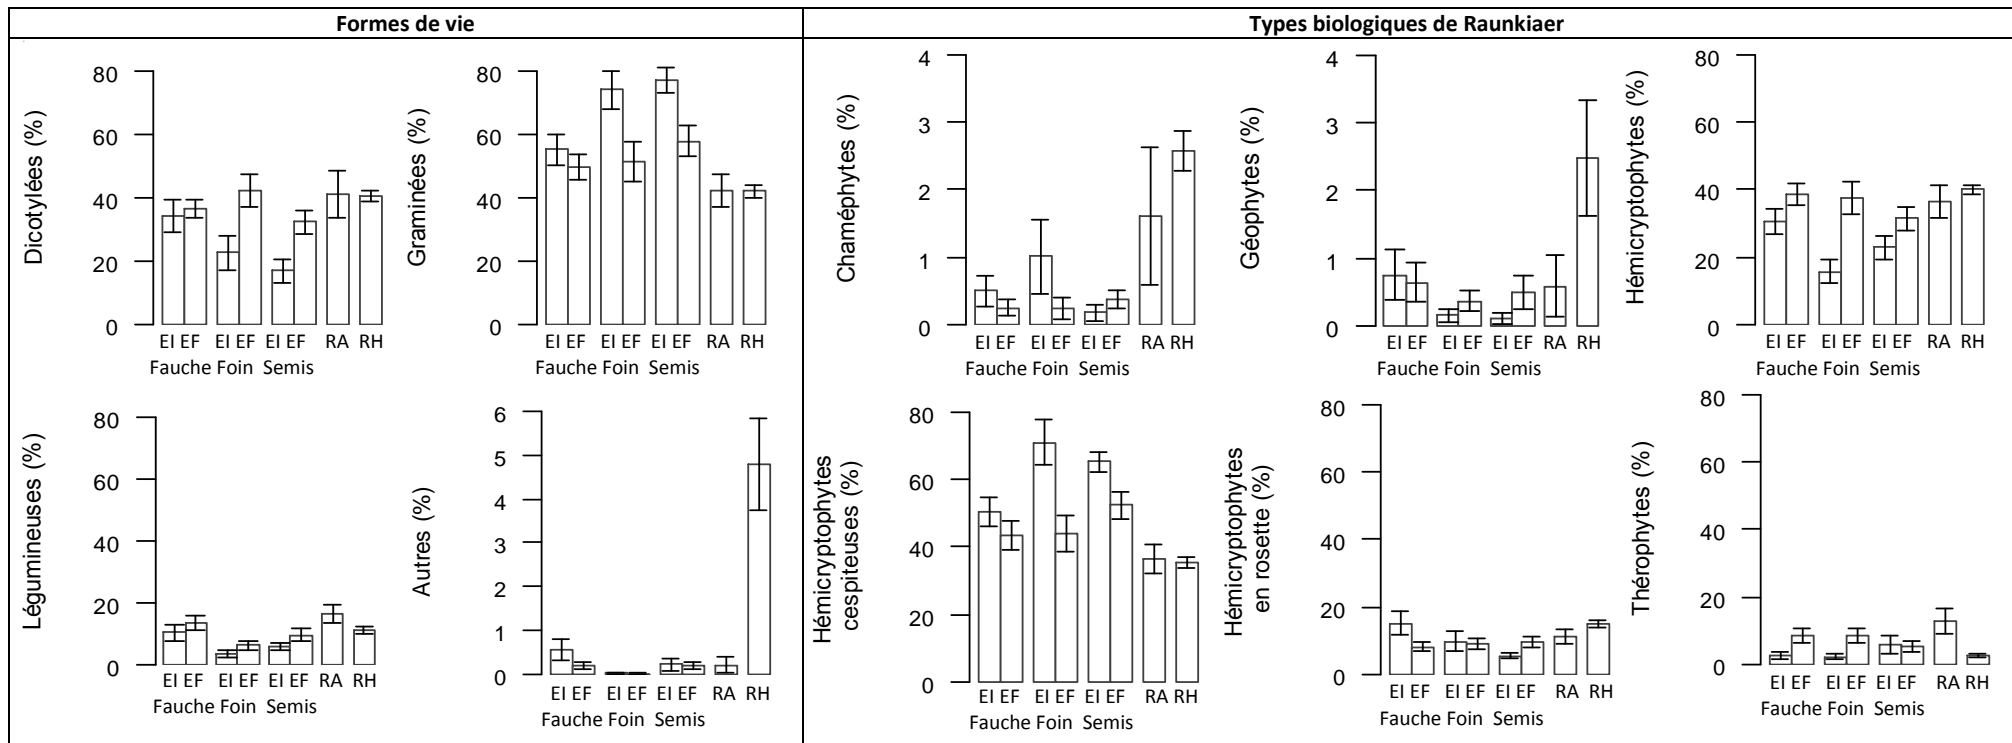 Formes de vie
Types biologiques de Raunkiaer
Dicotylées (%)
80
60
40
20
0
EI EF EI EF EI EF RA RH
Fauche Foin Semis
Graminées (%)
80
60
40
20
0
EI EF EI EF EI EF RA RH
Fauche Foin Semis
Chaméphytes (%)
4
3
2
1
0
EI EF EI EF EI EF RA RH
Fauche Foin Semis
Géophytes (%)
4
3
2
1
0
EI EF EI EF EI EF RA RH
Fauche Foin Semis
Hémicryptophytes (%)
80
60
40
20
0
EI EF EI EF EI EF RA RH
Fauche Foin Semis
Légumineuses (%)
80
60
40
20
0
EI EF EI EF EI EF RA RH
Fauche Foin Semis
Autres (%)
6
5
4
3
2
1
0
EI EF EI EF EI EF RA RH
Fauche Foin Semis
Hémicryptophytes
cespiteuses (%)
80
60
40
20
0
EI EF EI EF EI EF RA RH
Fauche Foin Semis
Hémicryptophytes
en rosette (%)
80
60
40
20
0
EI EF EI EF EI EF RA RH
Fauche Foin Semis
Thérophytes (%)
80
60
40
20
0
EI EF EI EF EI EF RA RH
Fauche Foin Semis